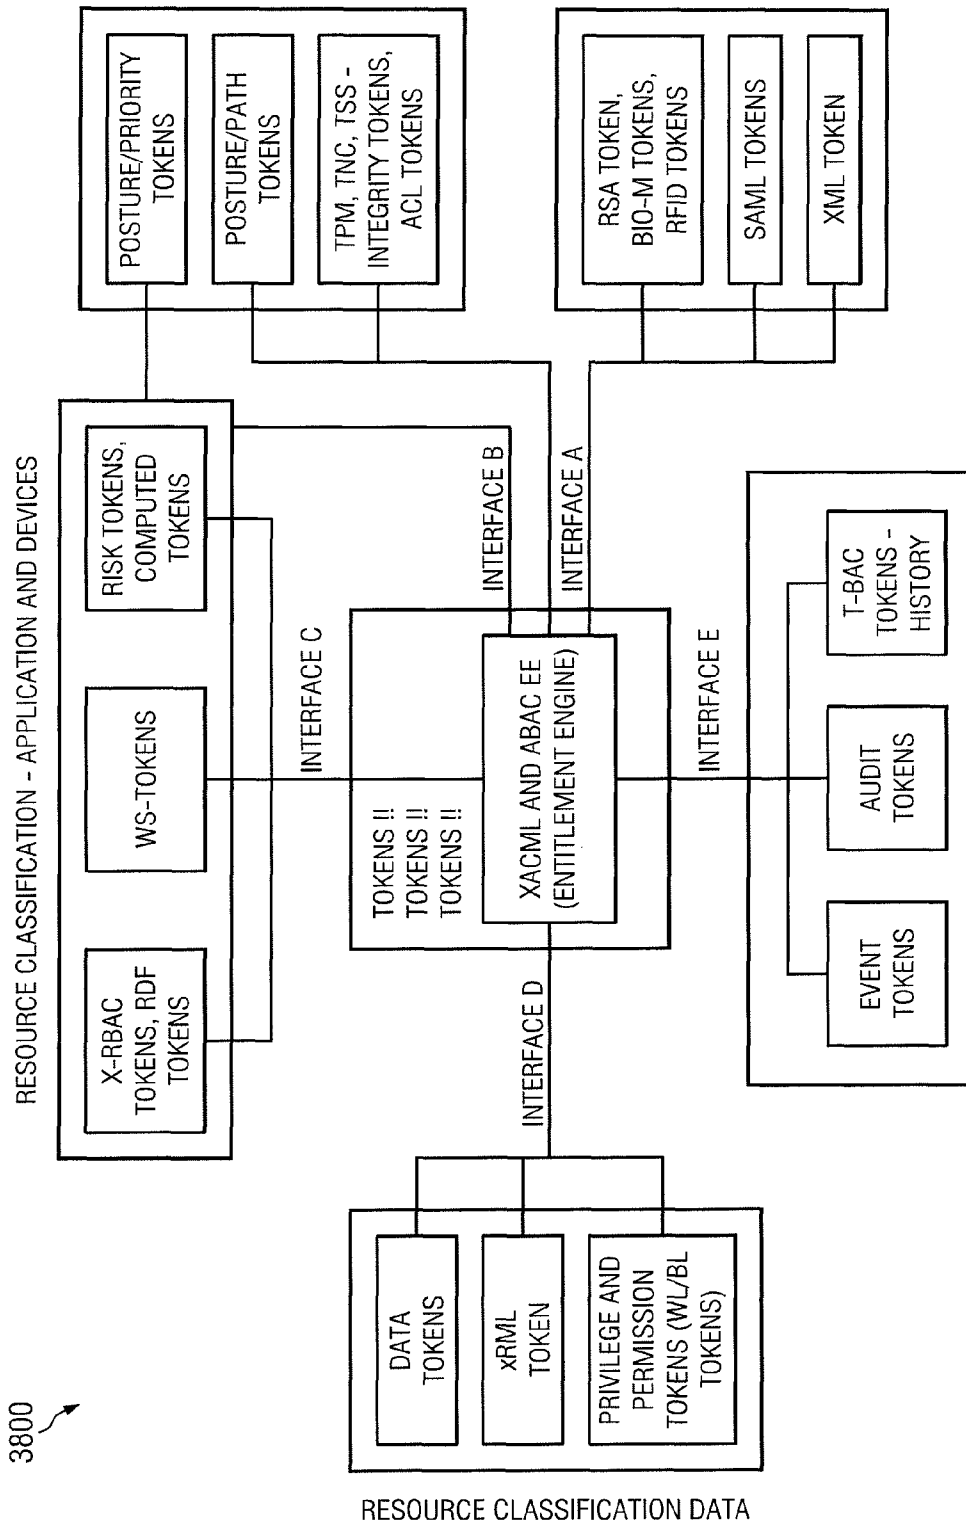 3800
RESOURCE CLASSIFICATION - APPLICATION AND DEVICES
X-RBAC
TOKENS, RDF
TOKENS
WS-TOKENS
RISK TOKENS,
COMPUTED
TOKENS
POSTURE/PRIORITY
TOKENS
POSTURE/PATH
TOKENS
TPM, TNC, TSS -
INTEGRITY TOKENS,
ACL TOKENS
INTERFACE C
INTERFACE B
INTERFACE A
TOKENS !!
TOKENS !!
TOKENS !!
XACML AND ABAC EE
(ENTITLEMENT ENGINE)
INTERFACE D
INTERFACE E
DATA
TOKENS
xRML
TOKEN
PRIVILEGE AND
PERMISSION
TOKENS (WL/BL
TOKENS)
RESOURCE CLASSIFICATION DATA
RSA TOKEN,
BIO-M TOKENS,
RFID TOKENS
SAML TOKENS
XML TOKEN
EVENT
TOKENS
AUDIT
TOKENS
T-BAC
TOKENS -
HISTORY